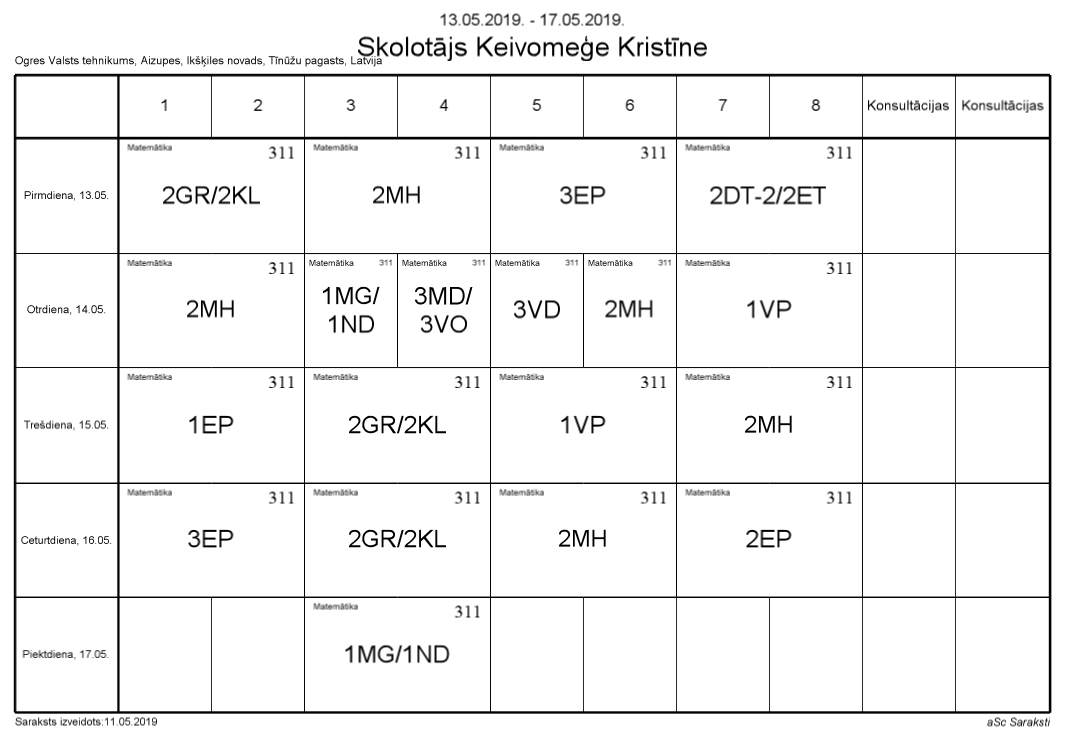 13.05.2019. - 17.05.2019.
Skolotājs Keivomeģe Kristīne
Ogres Valsts tehnikums, Aizupes, Ikšķiles novads, Tīnūžu pagasts, Latvija
1 2 3 4 5 6 7 8 Konsultācijas Konsultācijas
Matemātika 311 Matemātika 311 Matemātika 311 Matemātika 311
Pirmdiena, 13.05. 2GR/2KL 2MH 3EP 2DT-2/2ET
Matemātika 311 Matemātika 311 Matemātika 311 Matemātika 311 Matemātika 311 Matemātika 311
Otrdiena, 14.05. 2MH 1MG/ 1ND 3MD/ 3VO 3VD 2MH 1VP
Matemātika 311 Matemātika 311 Matemātika 311 Matemātika 311
Trešdiena, 15.05. 1EP 2GR/2KL 1VP 2MH
Matemātika 311 Matemātika 311 Matemātika 311 Matemātika 311
Ceturtdiena, 16.05. 3EP 2GR/2KL 2MH 2EP
Matemātika 311
Piektdiena, 17.05. 1MG/1ND
Saraksts izveidots:11.05.2019 aSc Saraksti